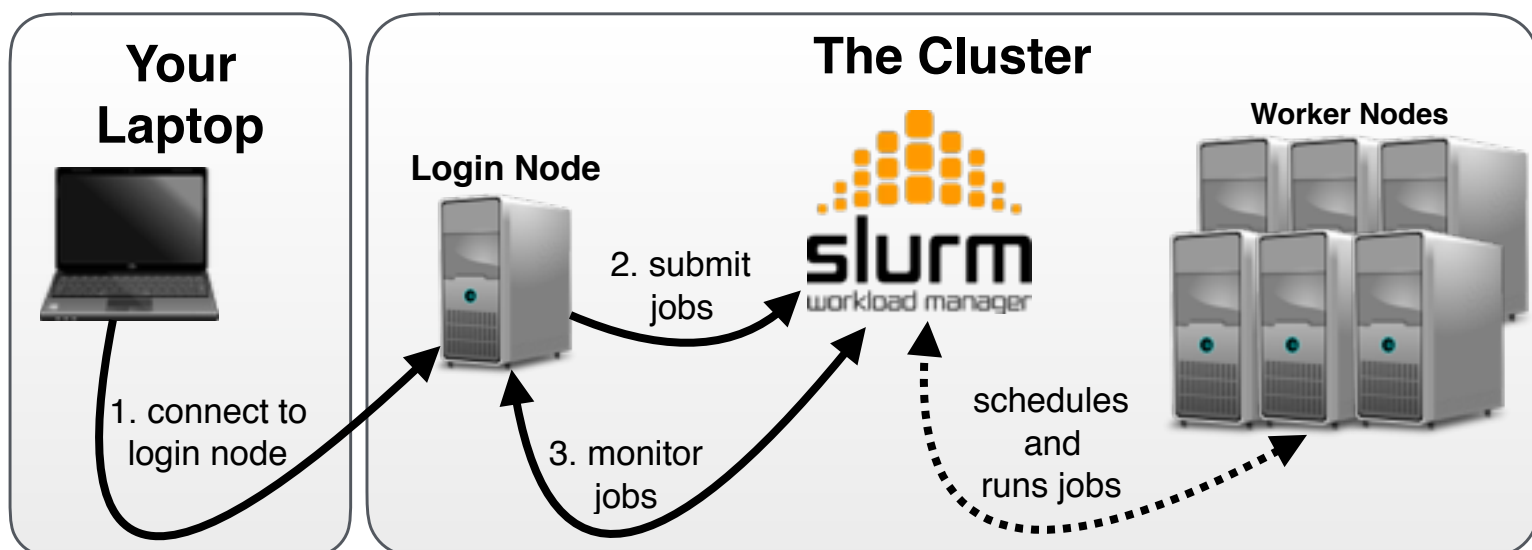 Your
Laptop
The Cluster
Login Node
Worker Nodes
slurm
workload manager
1. connect to
login node
2. submit
jobs
3. monitor
jobs
schedules
and
runs jobs